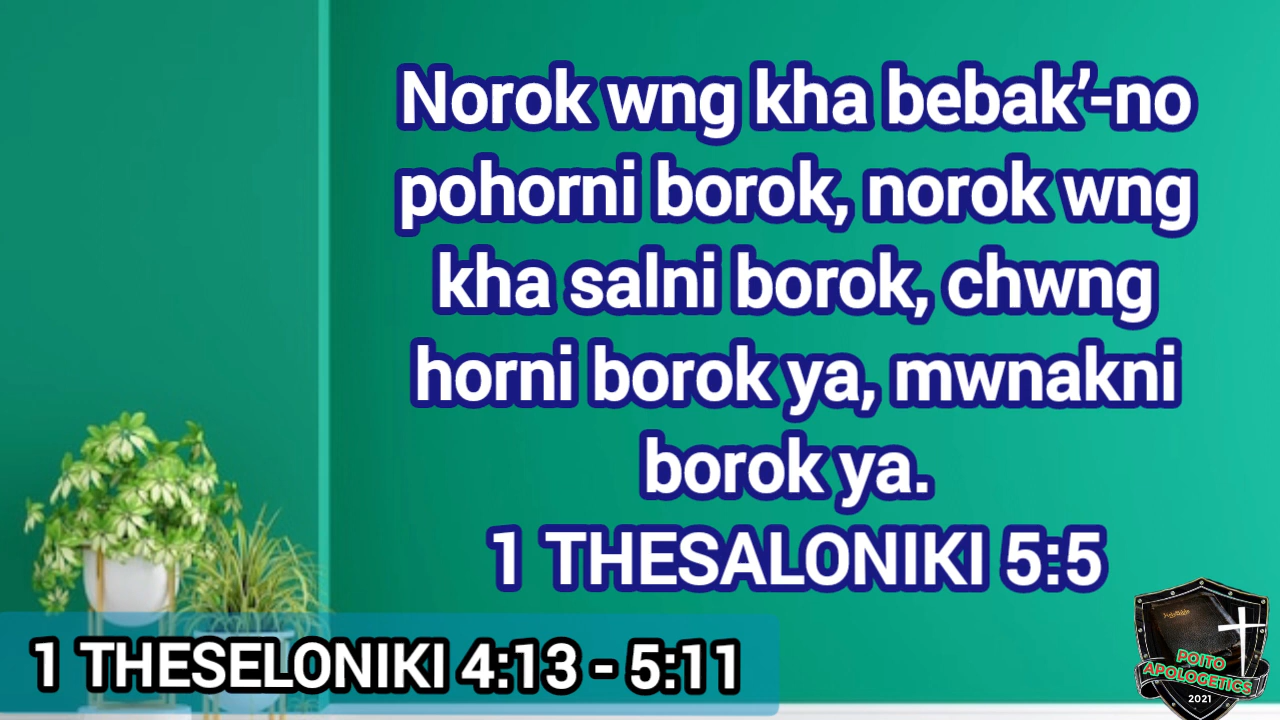 Norok wng kha bebak’-no
pohorni borok, norok wng
kha salni borok, chwng
horni borok ya, mwnakni
borok ya.
1 THESALONIKI 5:5
1 THESELONIKI 4:13 - 5:11
POITO
APOLOGETICS
2021